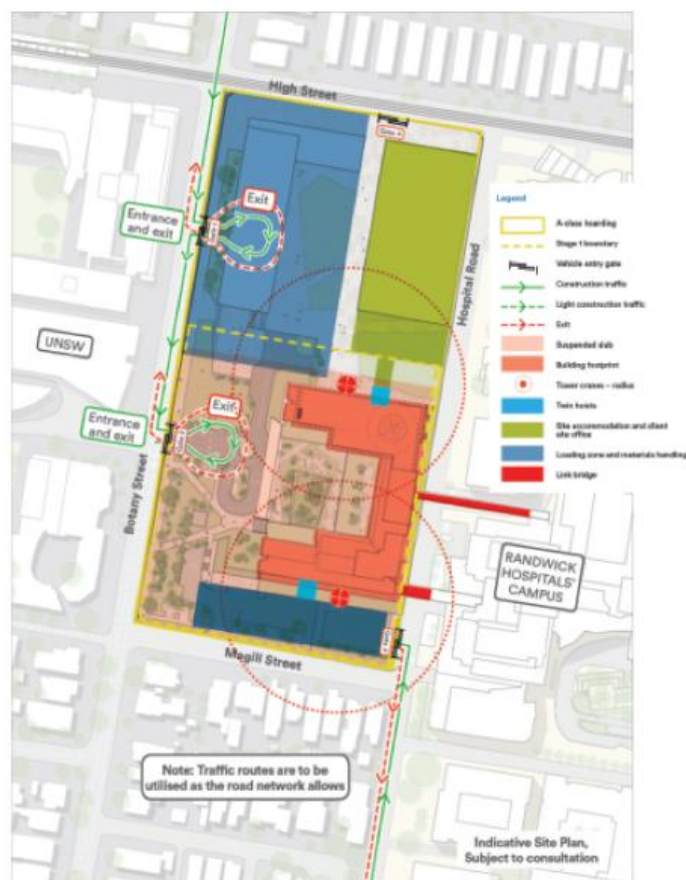 High Street
Gate 4
Exit
Entrance
and exit
UNSW
Hospital Road
Exit
Entrance
and exit
Botany Street
RANDWICK
HOSPITALS'
CAMPUS
Magill Street
Note: Traffic routes are to be
utilised as the road network allows
Indicative Site Plan,
Subject to consultation
Legend
A-class hoarding
Stage 1 boundary
Vehicle entry gate
Construction traffic
Light construction traffic
Exit
Suspended slab
Building footprint
Tower cranes – radius
Twin hoists
Site accommodation and client
site office
Loading zone and materials handling
Link bridge